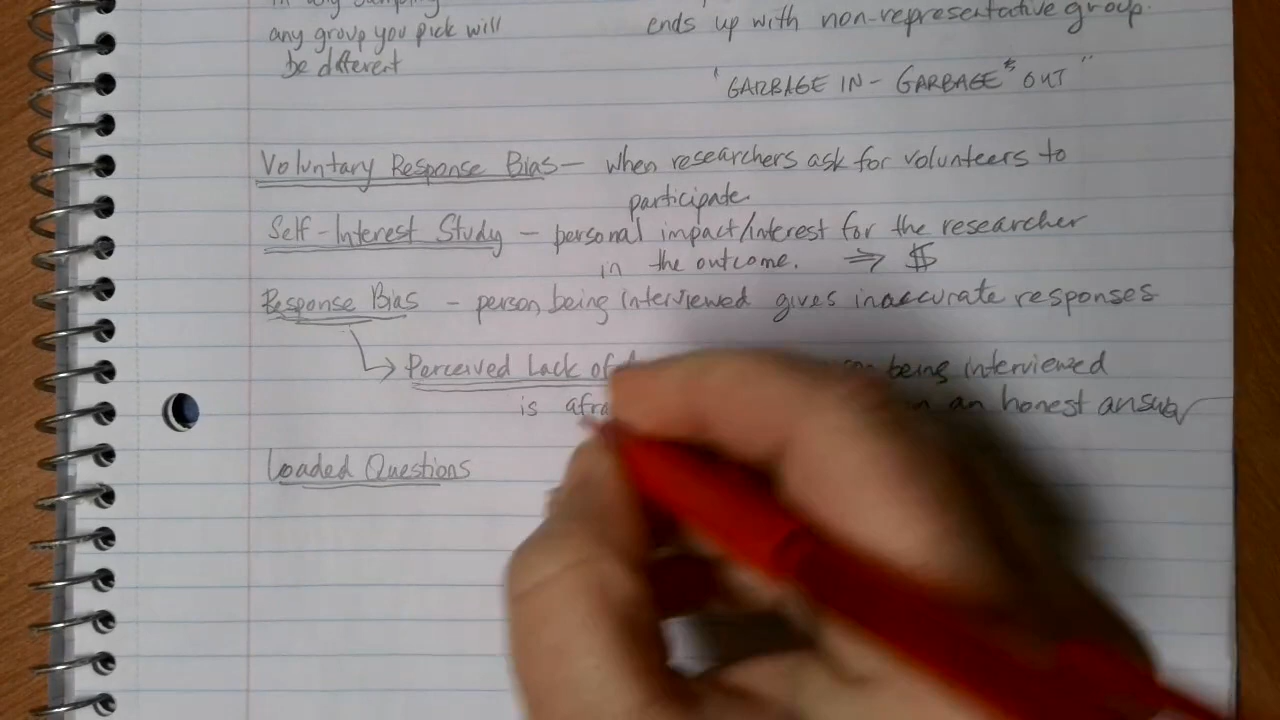 any group you pick will
be different
ends up with non-representative group.
"GARBAGE IN - GARBAGE OUT"
Voluntary Response Bias - when researchers ask for volunteers to
participate
Self-Interest Study - personal impact/interest for the researcher
in the outcome. ⇒ $
Response Bias - person being interviewed gives inaccurate responses
Perceived Lack of being interviewed
is an honest answer
Loaded Questions